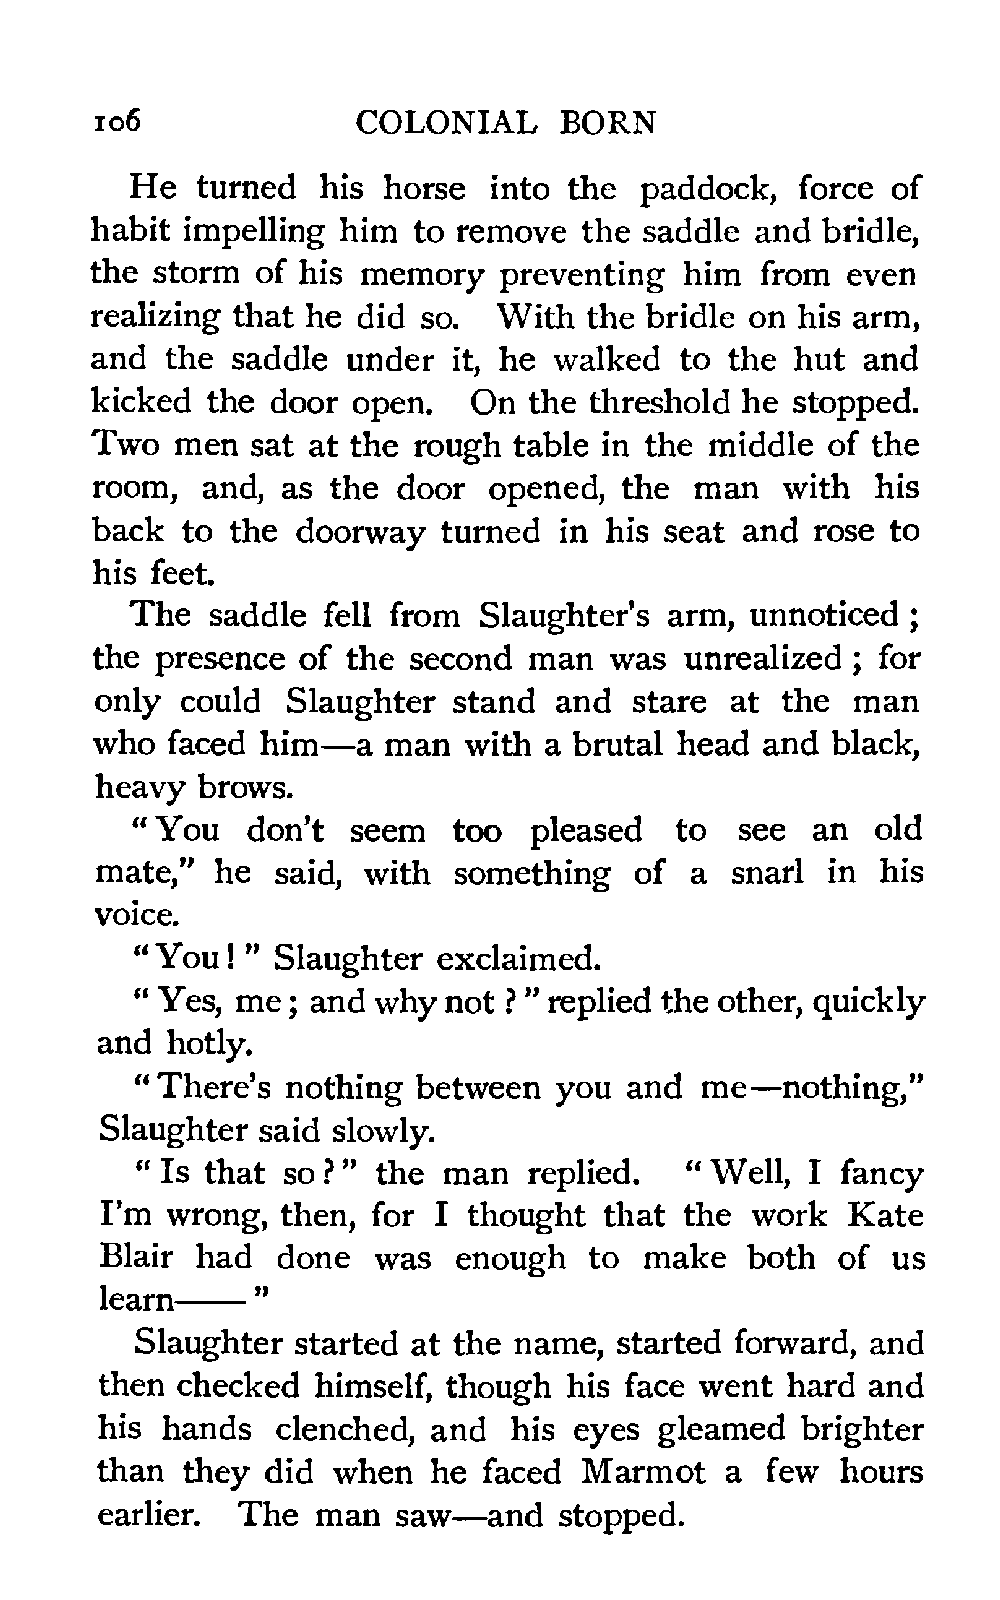 106 COLONIAL BORN
He turned his horse into the paddock, force of
habit impelling him to remove the saddle and bridle,
the storm of his memory preventing him from even
realizing that he did so. With the bridle on his arm,
and the saddle under it, he walked to the hut and
kicked the door open. On the threshold he stopped.
Two men sat at the rough table in the middle of the
room, and, as the door opened, the man with his
back to the doorway turned in his seat and rose to
his feet.
The saddle fell from Slaughter's arm, unnoticed ;
the presence of the second man was unrealized ; for
only could Slaughter stand and stare at the man
who faced him—a man with a brutal head and black,
heavy brows.
“You don't seem too pleased to see an old
mate,” he said, with something of a snarl in his
voice.
“You! ” Slaughter exclaimed.
“ Yes, me ; and why not ? ” replied the other, quickly
and hotly.
“There's nothing between you and me—nothing,”
Slaughter said slowly.
“ Is that so ? ” the man replied. “ Well, I fancy
I'm wrong, then, for I thought that the work Kate
Blair had done was enough to make both of us
learn—— ”
Slaughter started at the name, started forward, and
then checked himself, though his face went hard and
his hands clenched, and his eyes gleamed brighter
than they did when he faced Marmot a few hours
earlier. The man saw—and stopped.